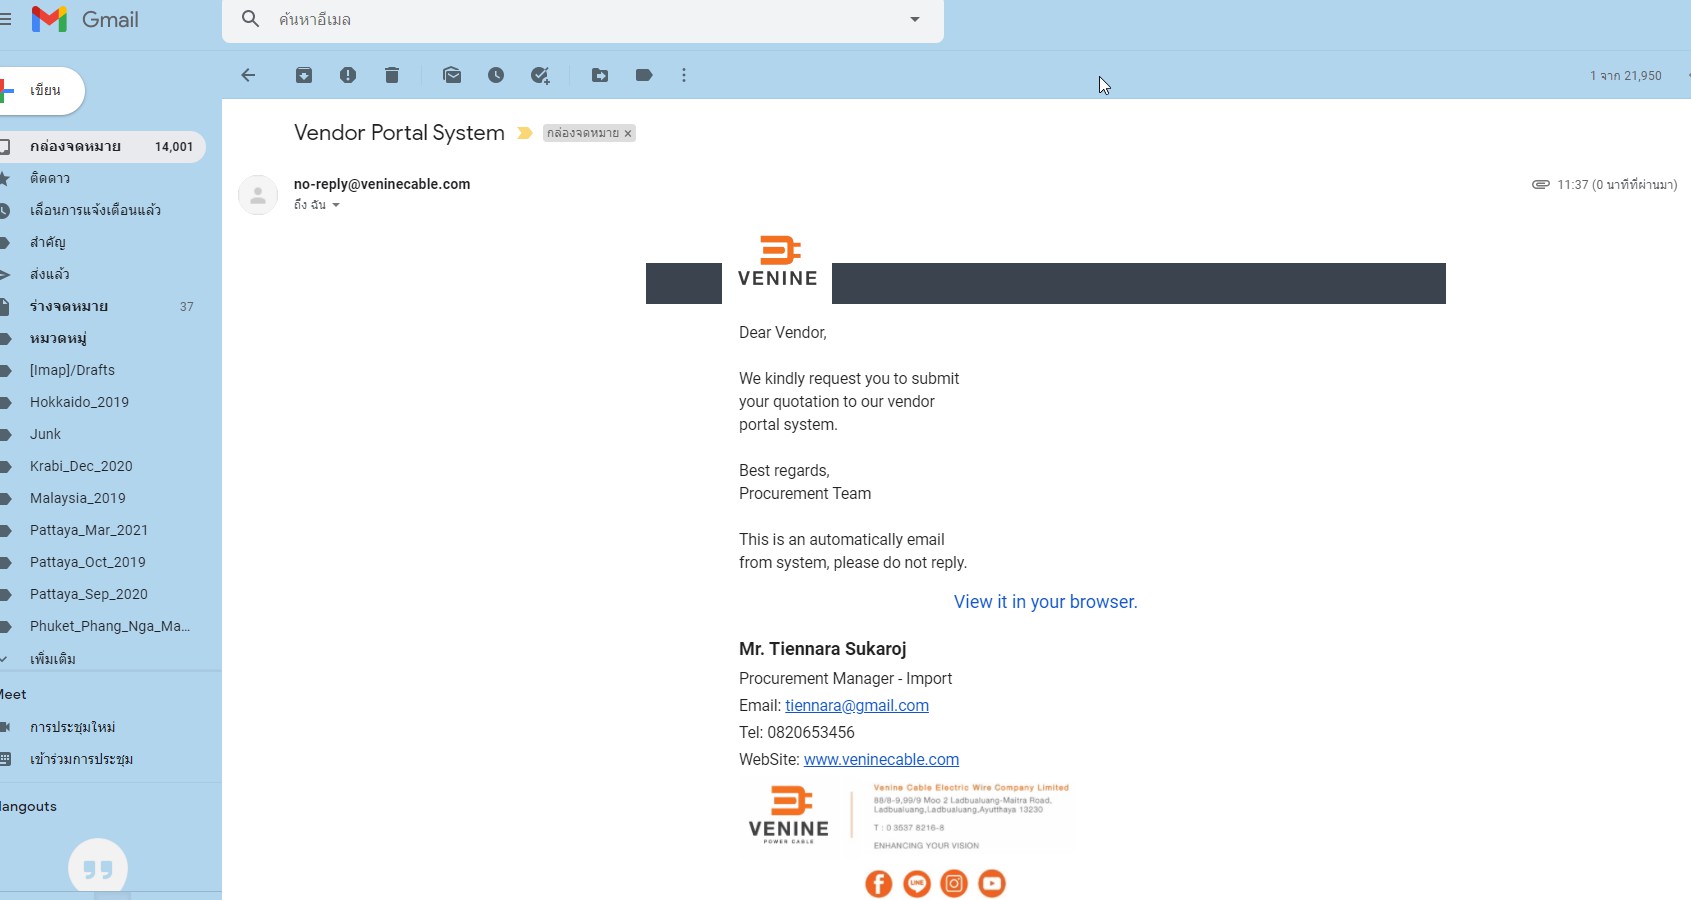 Gmail
ค้นหาอีเมล
เขียน
1 จาก 21,950
กล่องจดหมาย 14,001
ติดดาว
เลื่อนการแจ้งเตือนแล้ว
สำคัญ
ส่งแล้ว
ร่างจดหมาย 37
หมวดหมู่
[Imap]/Drafts
Hokkaido_2019
Junk
Krabi_Dec_2020
Malaysia_2019
Pattaya_Mar_2021
Pattaya_Oct_2019
Pattaya_Sep_2020
Phuket_Phang_Nga_Ma...
เพิ่มเติม
Meet
การประชุมใหม่
เข้าร่วมการประชุม
Hangouts
Vendor Portal System กล่องจดหมาย ×
no-reply@veninecable.com 11:37 (0 นาทีที่ผ่านมา)
ถึง ฉัน
VENINE
Dear Vendor,
We kindly request you to submit
your quotation to our vendor
portal system.
Best regards,
Procurement Team
This is an automatically email
from system, please do not reply.
View it in your browser.
Mr. Tiennara Sukaroj
Procurement Manager - Import
Email: tiennara@gmail.com
Tel: 0820653456
WebSite: www.veninecable.com
VENINE
POWER CABLE
Venine Cable Electric Wire Company Limited
88/8-9,99/9 Moo 2 Ladbualuang-Maitra Road,
Ladbualuang,Ladbualuang,Ayutthaya 13230
T : 0 3537 8216-8
ENHANCING YOUR VISION
LINE